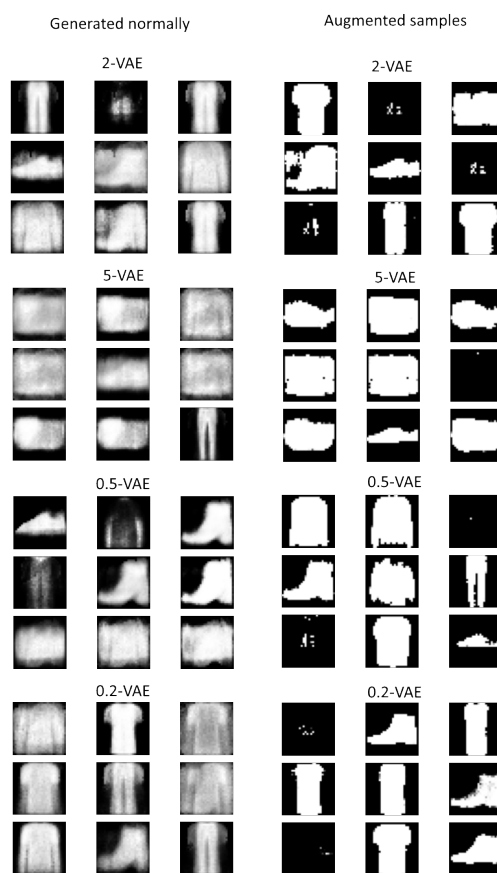 Generated normally
Augmented samples
2-VAE
2-VAE
5-VAE
5-VAE
0.5-VAE
0.5-VAE
0.2-VAE
0.2-VAE